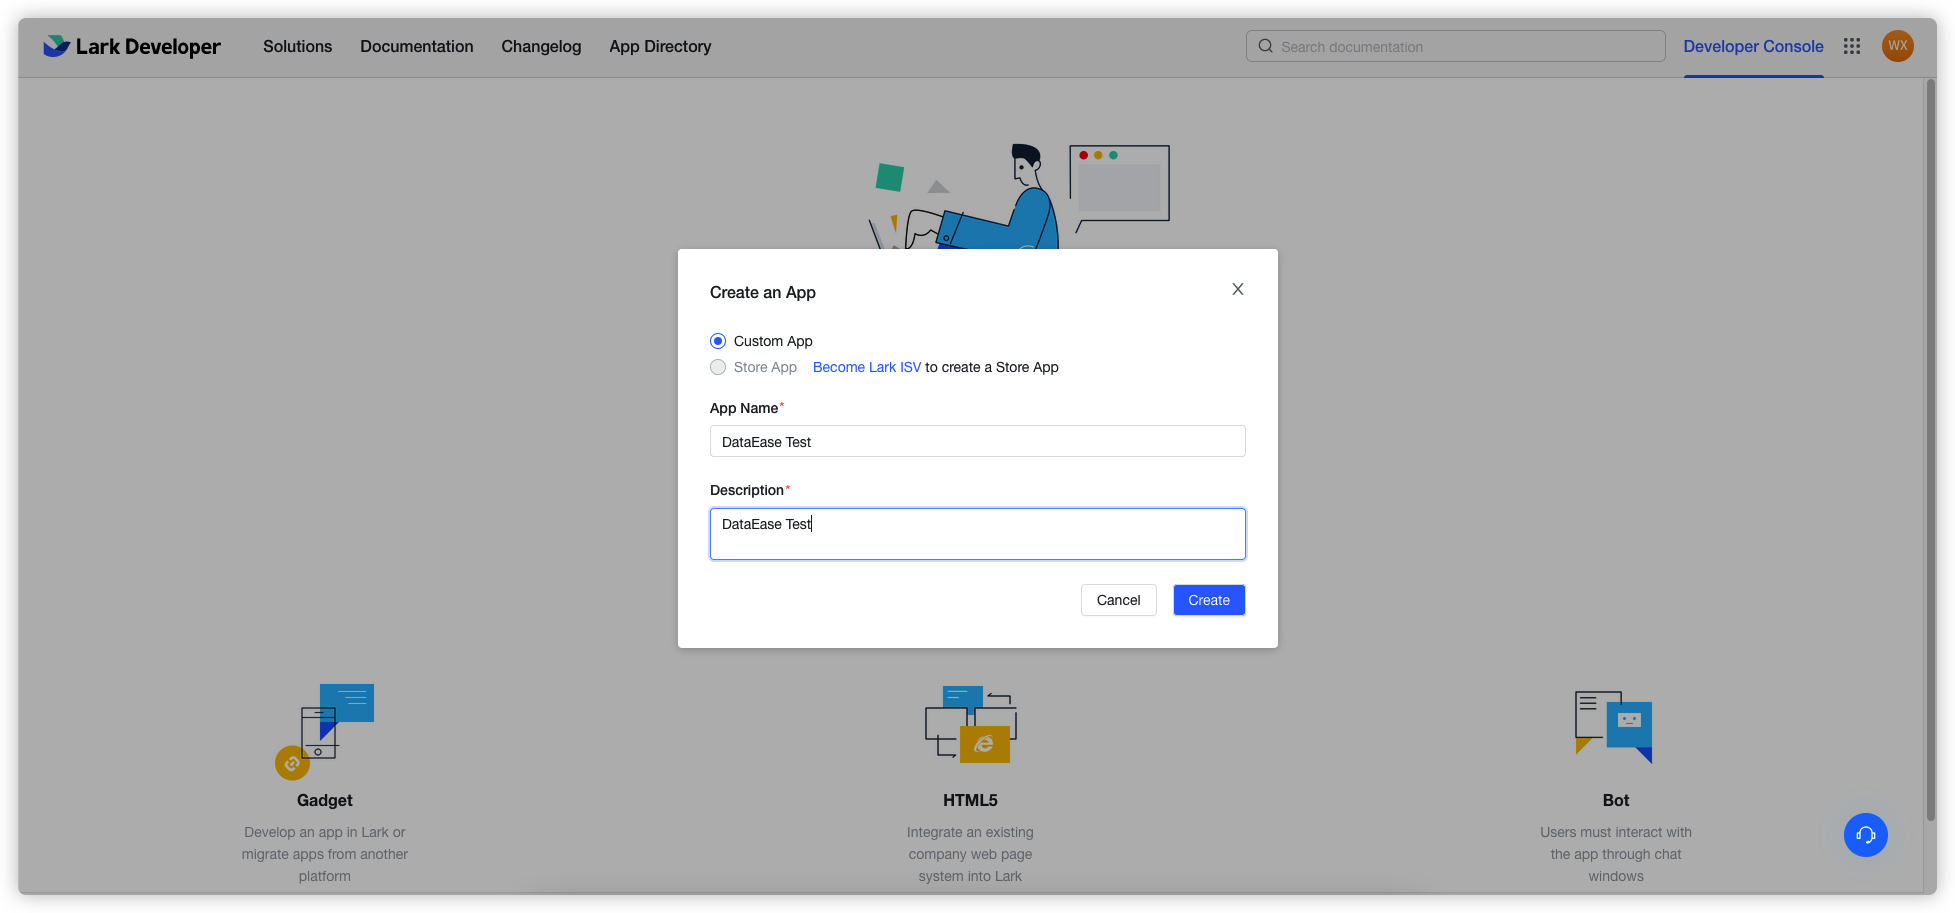 Lark Developer
Solutions
Documentation
Changelog
App Directory
Search documentation
Developer Console
WX
Create an App
Custom App
Store App Become Lark ISV to create a Store App
App Name*
DataEase Test
Description*
DataEase Test
Cancel
Create
Gadget
Develop an app in Lark or
migrate apps from another
platform
HTML5
Integrate an existing
company web page
system into Lark
Bot
Users must interact with
the app through chat
windows